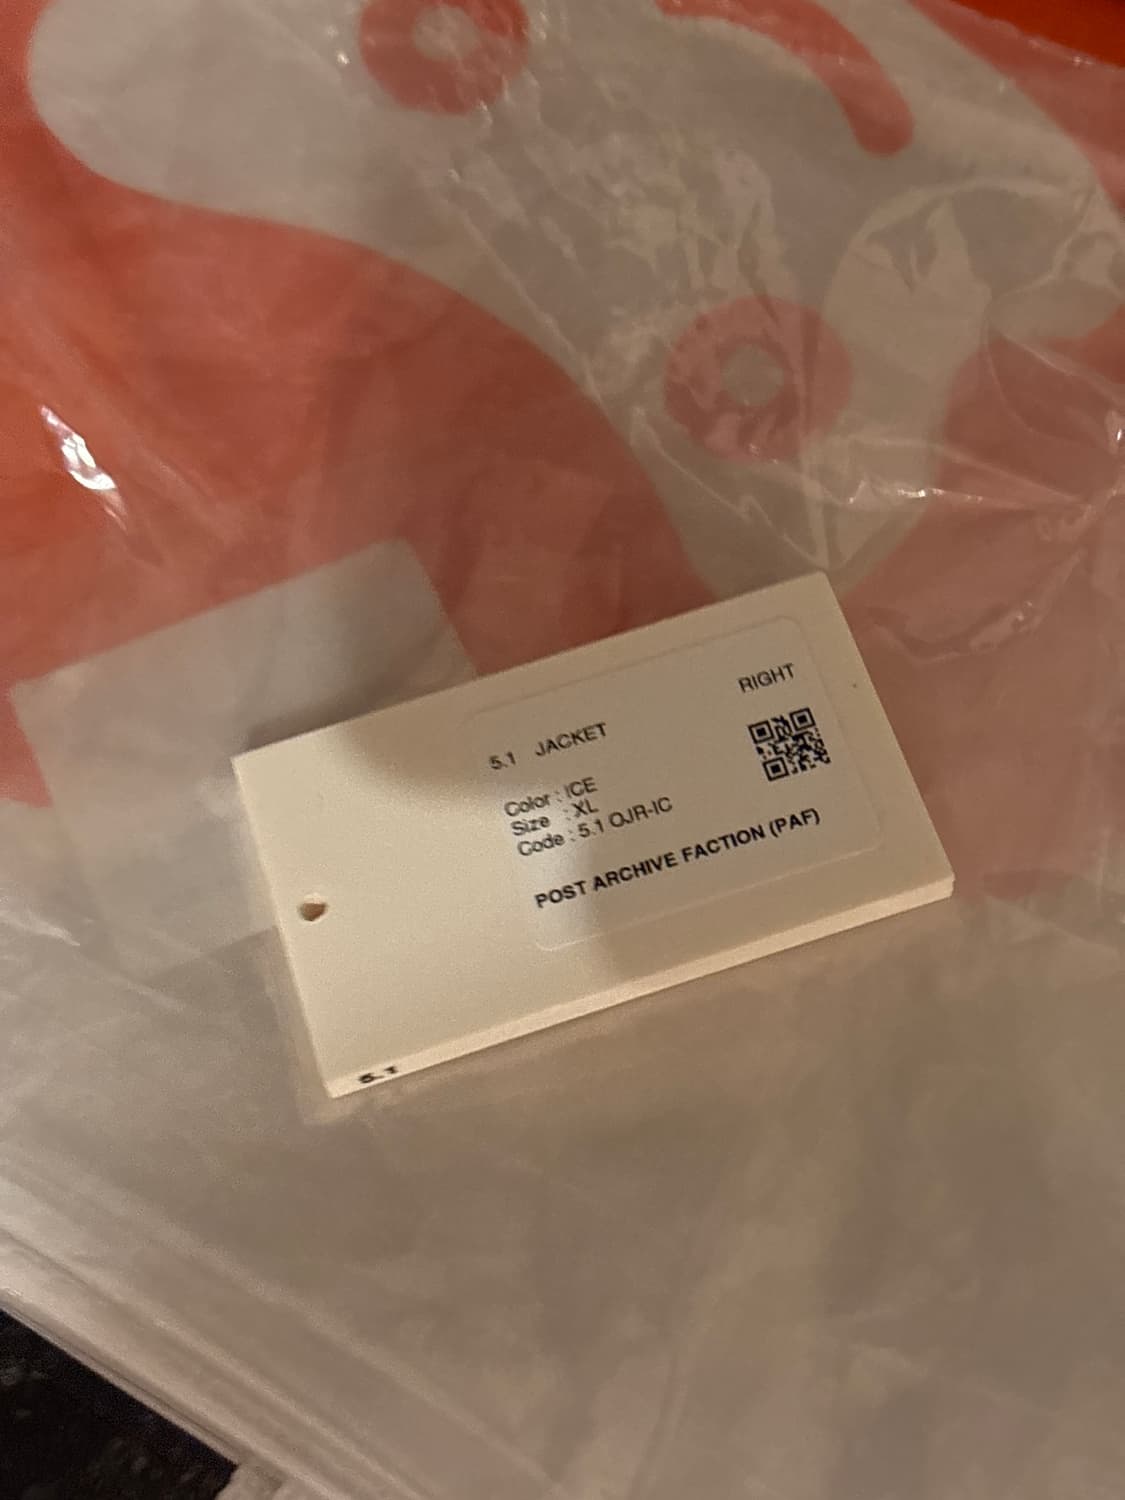 RIGHT
5.1 JACKET
Color : ICE
Size : XL
Code : 5.1 OJR-IC
POST ARCHIVE FACTION (PAF)
5.1